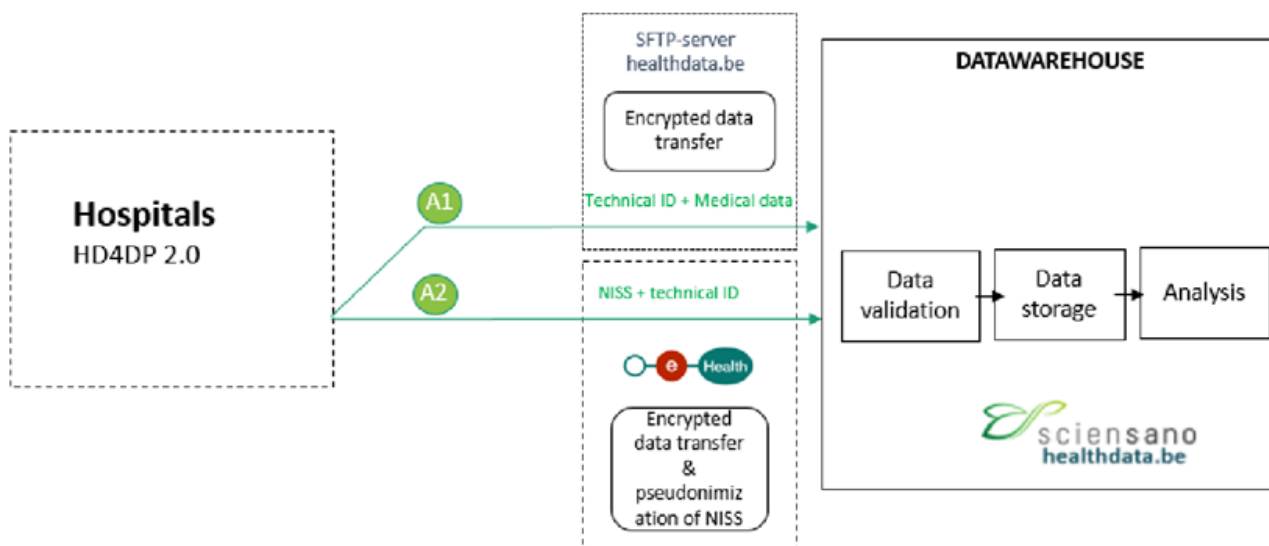 SFTP-server
healthdata.be
Encrypted data
transfer
DATAWAREHOUSE
Hospitals
HD4DP 2.0
A1
Technical ID + Medical data
A2
NISS + technical ID
Data
validation
Data
storage
Analysis
e Health
Encrypted
data transfer
&
pseudonimiz
ation of NISS
sciensano
healthdata.be